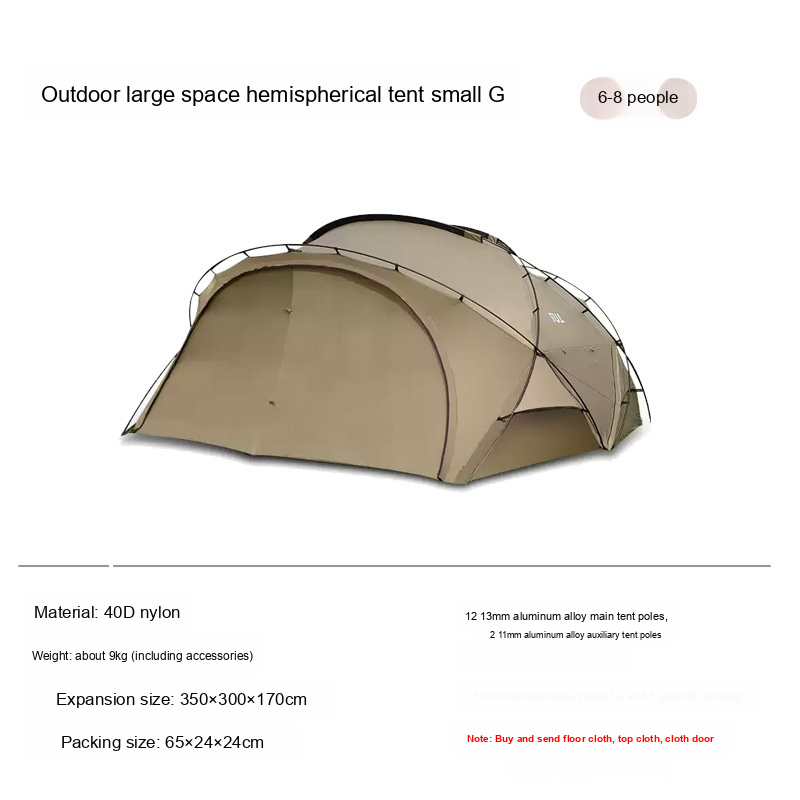 Outdoor large space hemispherical tent small G
6-8 people
Material: 40D nylon
12 13mm aluminum alloy main tent poles,
2 11mm aluminum alloy auxiliary tent poles
Weight: about 9kg (including accessories)
Expansion size: 350×300×170cm
Packing size: 65×24×24cm
Note: Buy and send floor cloth, top cloth, cloth door